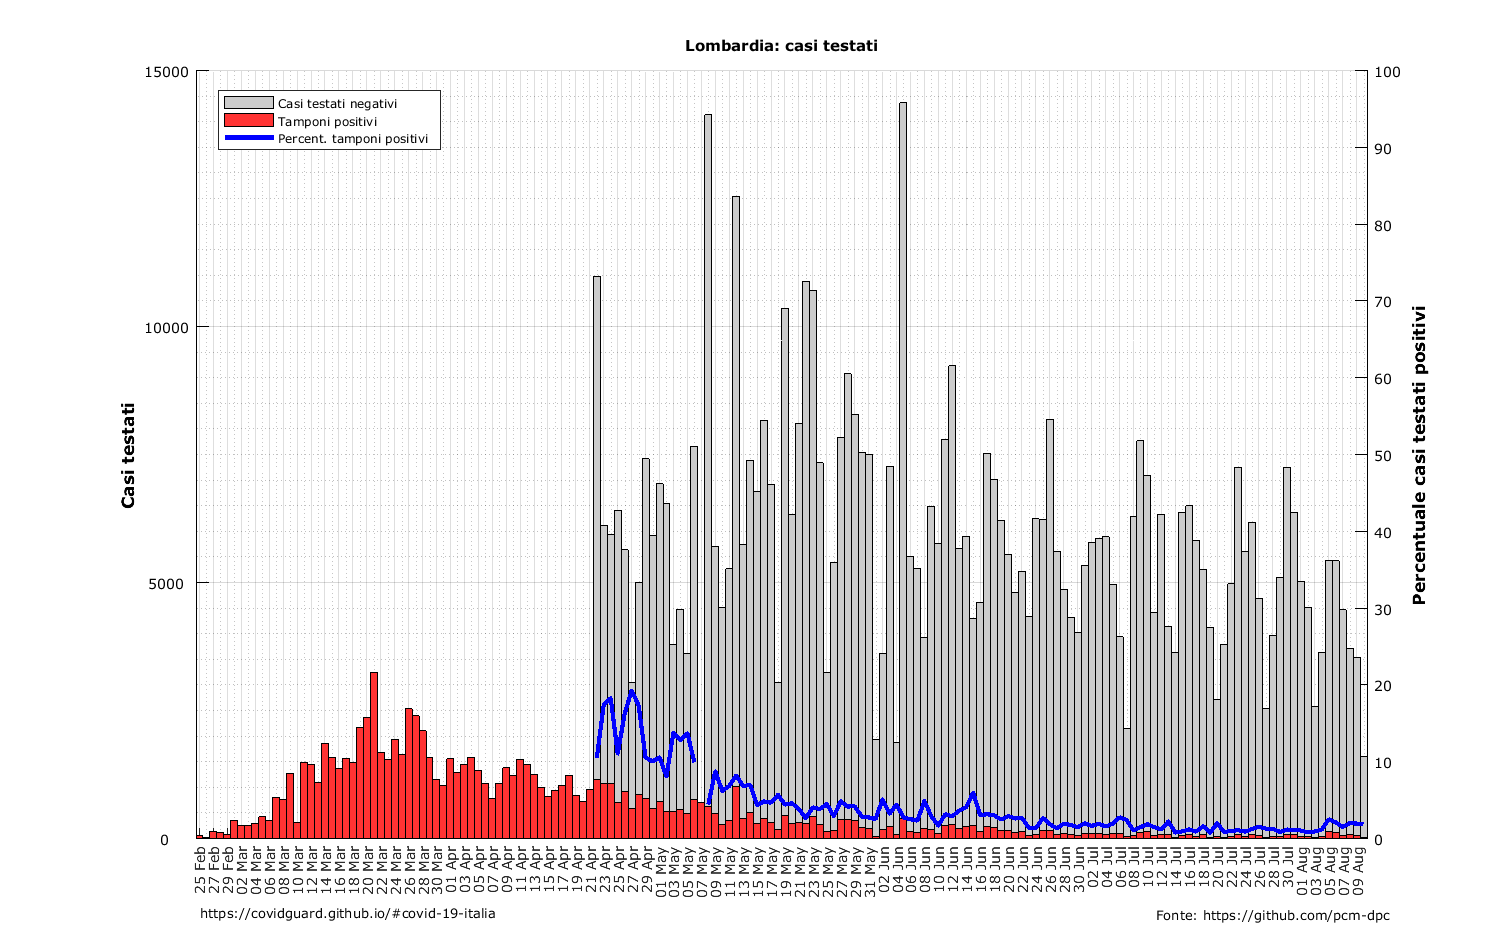 Lombardia: casi testati
15000
10000
5000
0
Casi testati
Casi testati negativi
Tamponi positivi
Percent. tamponi positivi
100
90
80
70
60
50
40
30
20
10
0
Percentuale casi testati positivi
25 Feb
27 Feb
29 Feb
02 Mar
04 Mar
06 Mar
08 Mar
10 Mar
12 Mar
14 Mar
16 Mar
18 Mar
20 Mar
22 Mar
24 Mar
26 Mar
28 Mar
30 Mar
01 Apr
03 Apr
05 Apr
07 Apr
09 Apr
11 Apr
13 Apr
15 Apr
17 Apr
19 Apr
21 Apr
23 Apr
25 Apr
27 Apr
29 Apr
01 May
03 May
05 May
07 May
09 May
11 May
13 May
15 May
17 May
19 May
21 May
23 May
25 May
27 May
29 May
31 May
02 Jun
04 Jun
06 Jun
08 Jun
10 Jun
12 Jun
14 Jun
16 Jun
18 Jun
20 Jun
22 Jun
24 Jun
26 Jun
28 Jun
30 Jun
02 Jul
04 Jul
06 Jul
08 Jul
10 Jul
12 Jul
14 Jul
16 Jul
18 Jul
20 Jul
22 Jul
24 Jul
26 Jul
28 Jul
30 Jul
01 Aug
03 Aug
05 Aug
07 Aug
09 Aug
https://covidguard.github.io/#covid-19-italia
Fonte: https://github.com/pcm-dpc